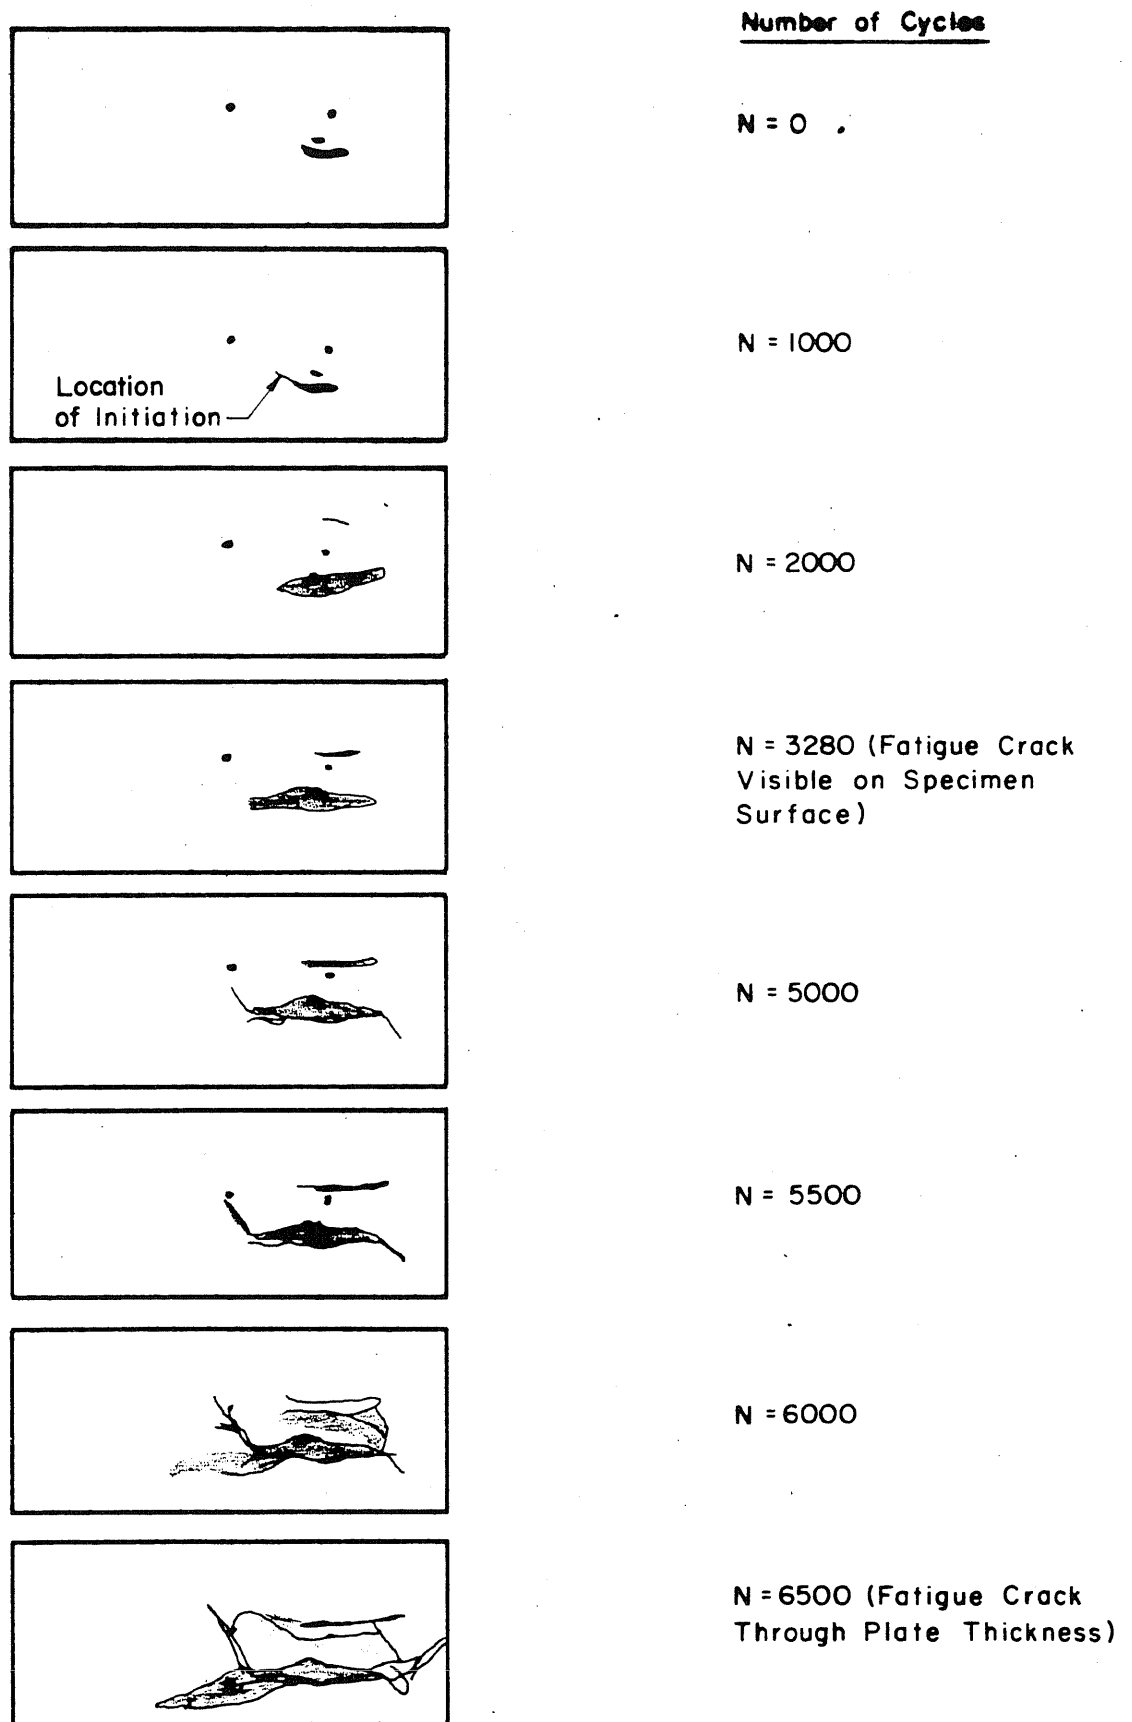 Number of Cycles
N = 0
N = 1000
Location
of Initiation
N = 2000
N = 3280 (Fatigue Crack
Visible on Specimen
Surface)
N = 5000
N = 5500
N = 6000
N = 6500 (Fatigue Crack
Through Plate Thickness)